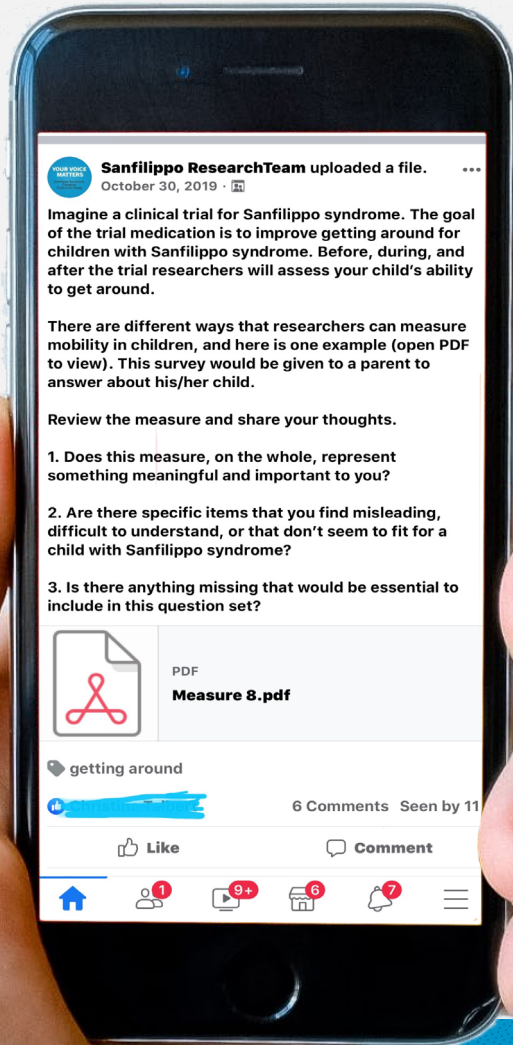 YOUR VOICE
MATTERS
Sanfilippo ResearchTeam uploaded a file.
October 30, 2019 ·
Imagine a clinical trial for Sanfilippo syndrome. The goal
of the trial medication is to improve getting around for
children with Sanfilippo syndrome. Before, during, and
after the trial researchers will assess your child's ability
to get around.
There are different ways that researchers can measure
mobility in children, and here is one example (open PDF
to view). This survey would be given to a parent to
answer about his/her child.
Review the measure and share your thoughts.
1. Does this measure, on the whole, represent
something meaningful and important to you?
2. Are there specific items that you find misleading,
difficult to understand, or that don't seem to fit for a
child with Sanfilippo syndrome?
3. Is there anything missing that would be essential to
include in this question set?
PDF
Measure 8.pdf
getting around
6 Comments Seen by 11
Like Comment
1 9+ 6 7